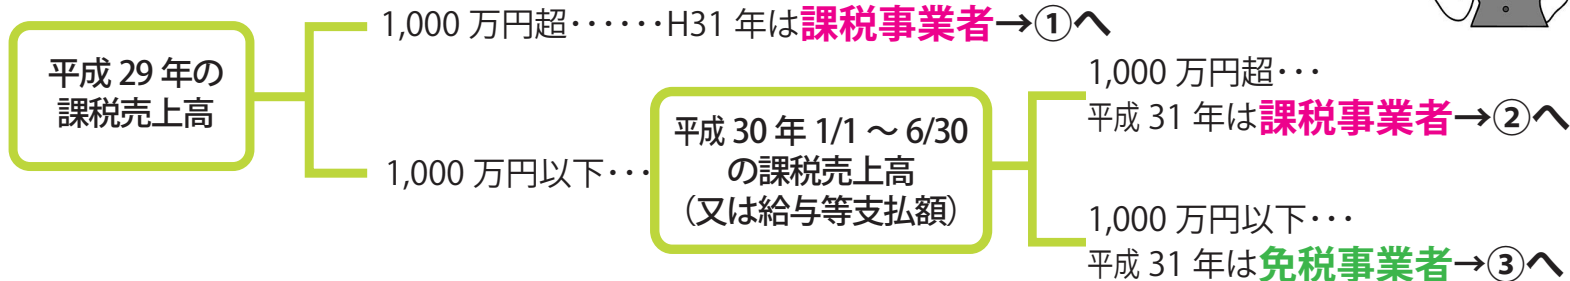 平成 29 年の
課税売上高
1,000 万円超･･････H31 年は課税事業者→①へ
1,000 万円以下･･･
平成 30 年 1/1 ～ 6/30
の課税売上高
（又は給与等支払額）
1,000 万円超･･･
平成 31 年は課税事業者→②へ
1,000 万円以下･･･
平成 31 年は免税事業者→③へ